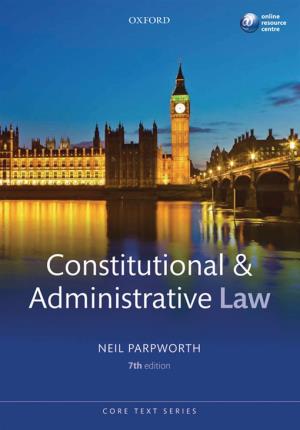 OXFORD
online
resource
centre
Constitutional &
Administrative Law
NEIL PARPWORTH
7th edition
CORE TEXT SERIES